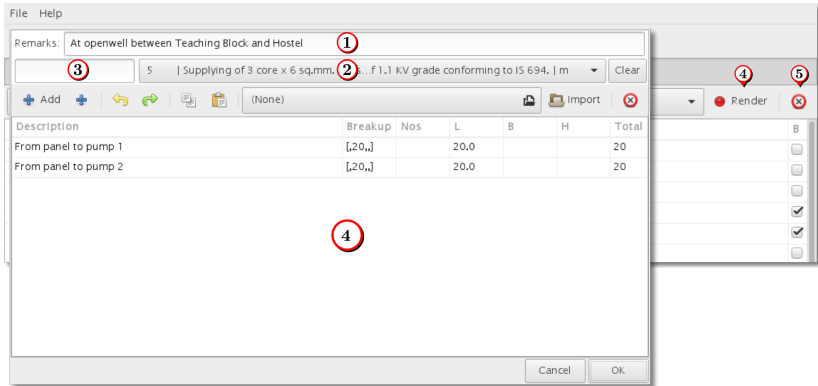 File Help
Remarks: At openwell between Teaching Block and Hostel 1
3 5 | Supplying of 3 core x 6 sq.mm. 2 s...f 1.1 KV grade conforming to IS 694, | m Clear
4 5
Add (None) Import Render
Description Breakup Nos L B H Total B
From panel to pump 1 [,20,,] 20.0 20
From panel to pump 2 [,20,,] 20.0 20
4
Cancel OK